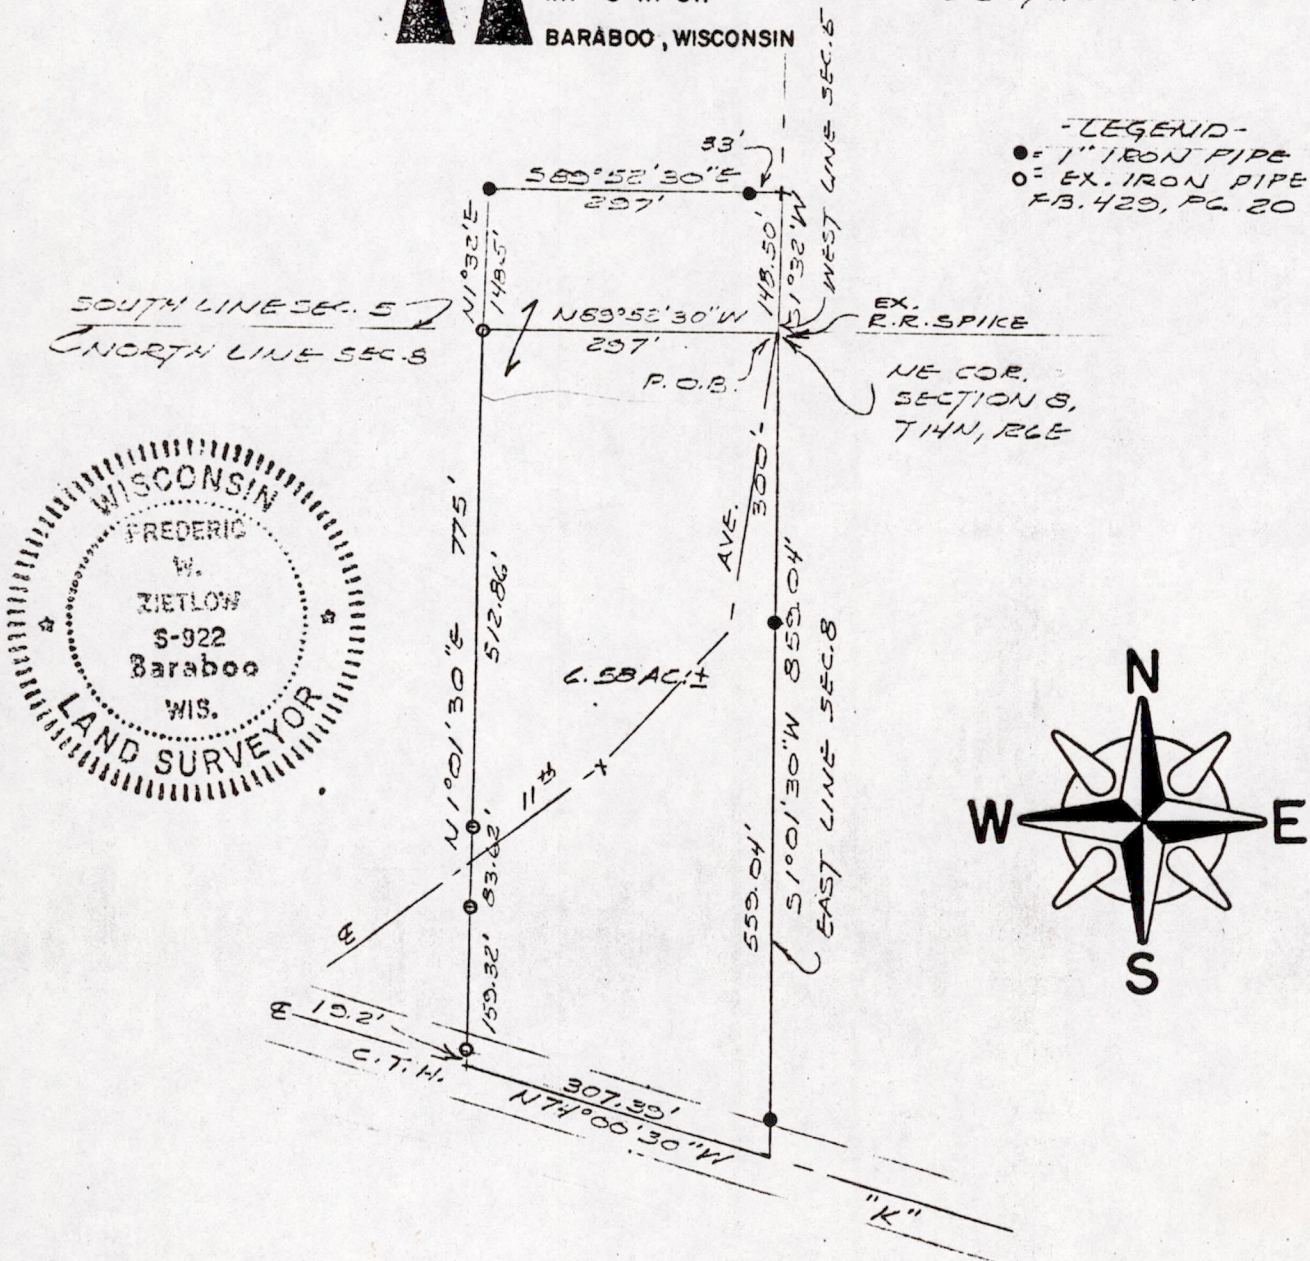 BARABOO, WISCONSIN
WEST LINE SEC. 5
-LEGEND-
● = 1" IRON PIPE
○ = EX. IRON PIPE
F.B. 429, PG. 20
33'
S89°52'30"E
297'
N1°32'E
148.5'
148.50'
S1°32'W
SOUTH LINE SEC. 5
NORTH LINE SEC. 8
N89°52'30"W
297'
EX.
R.R. SPIKE
P.O.B.
NE COR.
SECTION 8,
T14N, R6E
300'
AVE.
N1°01'30"E 775'
512.86'
6.58 AC.±
S1°01'30"W 859.04'
EAST LINE SEC. 8
559.04'
83.62'
159.32'
19.2'
C.T.H.
307.39'
N74°00'30"W
"K"
WISCONSIN
FREDERIC
W.
ZIETLOW
S-922
Baraboo
WIS.
LAND SURVEYOR
N
W E
S